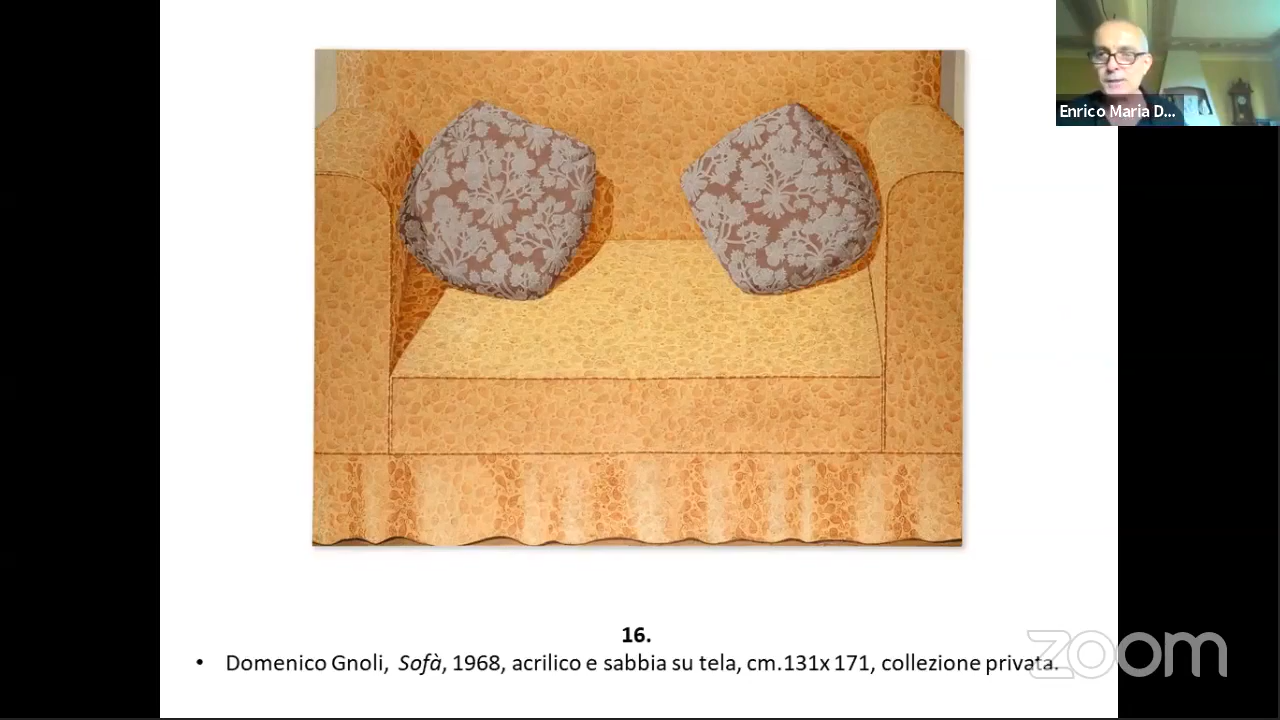 Enrico Maria D...
16.
• Domenico Gnoli, Sofà, 1968, acrilico e sabbia su tela, cm.131x 171, collezione privata.
zoom